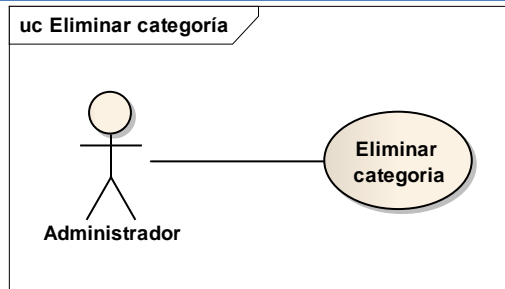 uc Eliminar categoría
Eliminar
categoria
Administrador